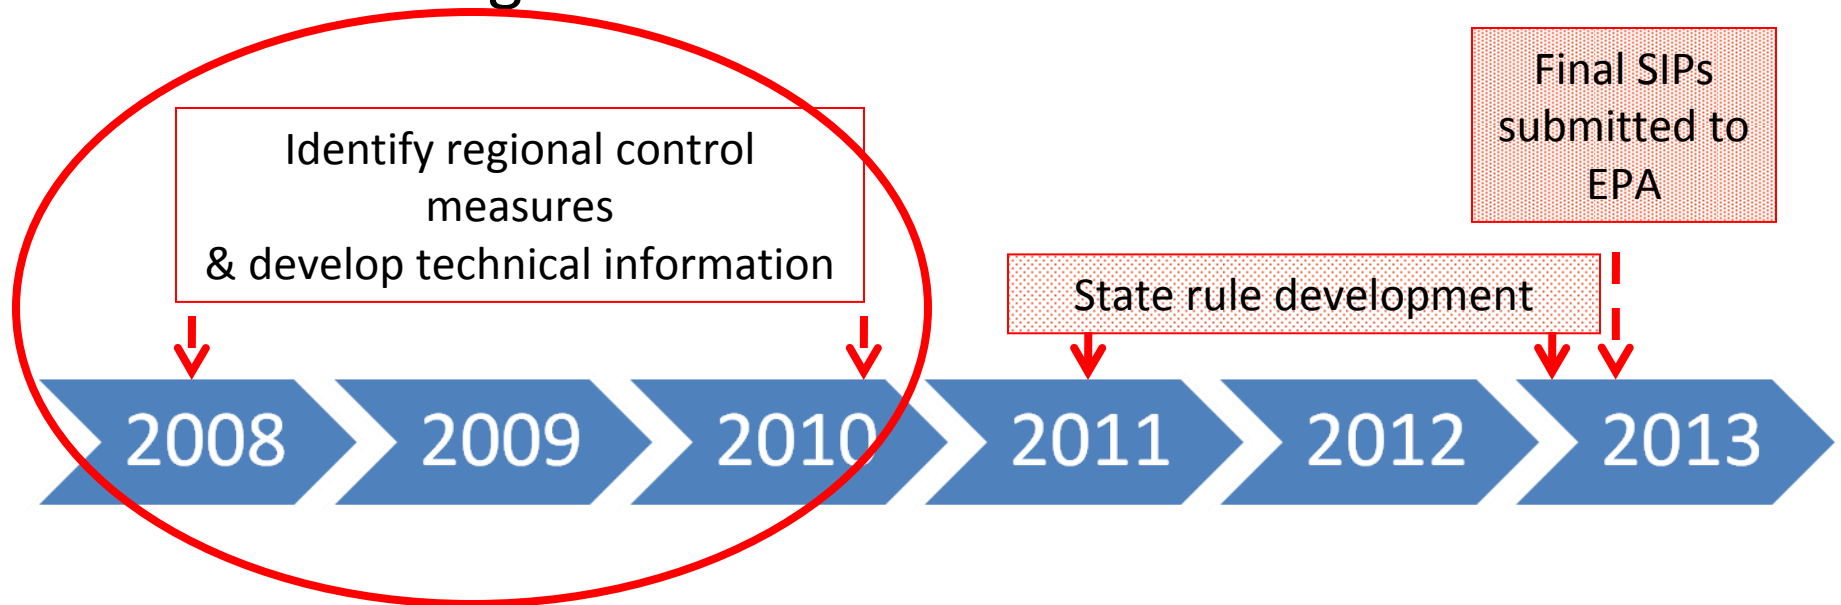 Identify regional control
measures
& develop technical information
Final SIPs
submitted to
EPA
State rule development
2008
2009
2010
2011
2012
2013